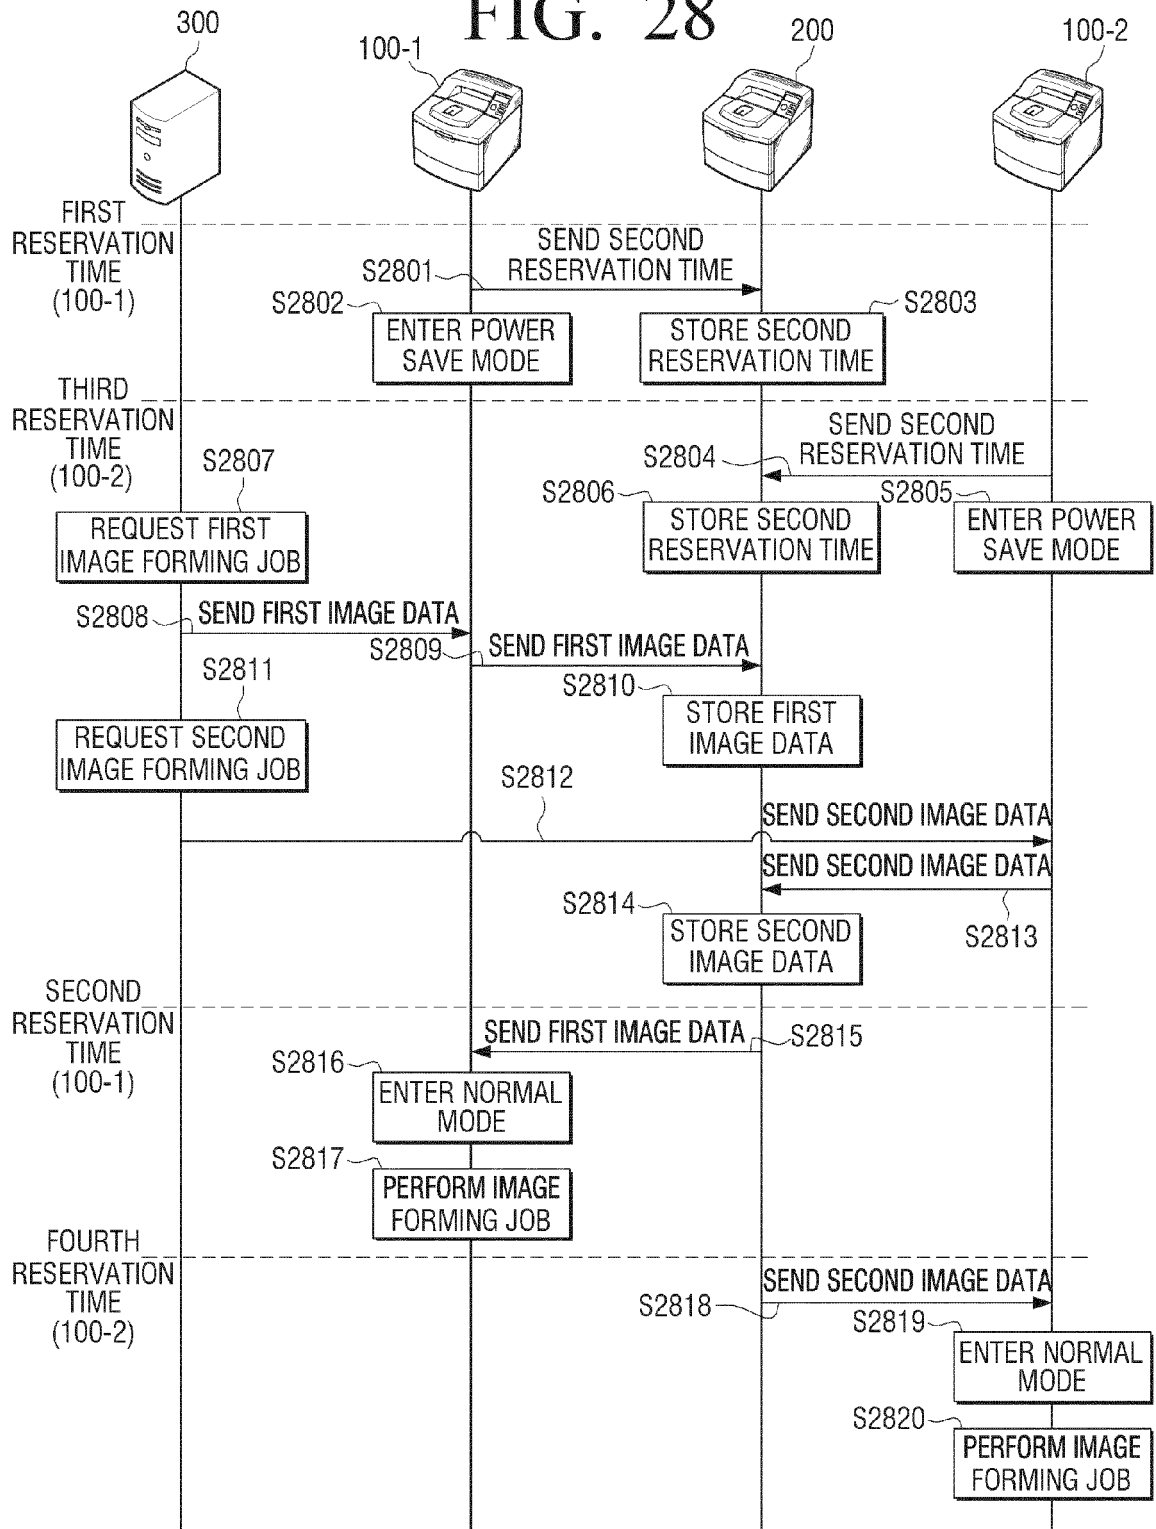 FIG. 28
300
100-1
200
100-2
FIRST
RESERVATION
TIME
(100-1)
SEND SECOND
RESERVATION TIME
S2801
S2802
ENTER POWER
SAVE MODE
S2803
STORE SECOND
RESERVATION TIME
THIRD
RESERVATION
TIME
(100-2)
SEND SECOND
RESERVATION TIME
S2804
S2807
REQUEST FIRST
IMAGE FORMING JOB
S2806
STORE SECOND
RESERVATION TIME
S2805
ENTER POWER
SAVE MODE
S2808
SEND FIRST IMAGE DATA
S2809
SEND FIRST IMAGE DATA
S2810
STORE FIRST
IMAGE DATA
S2811
REQUEST SECOND
IMAGE FORMING JOB
S2812
SEND SECOND IMAGE DATA
SEND SECOND IMAGE DATA
S2813
S2814
STORE SECOND
IMAGE DATA
SECOND
RESERVATION
TIME
(100-1)
SEND FIRST IMAGE DATA
S2815
S2816
ENTER NORMAL
MODE
S2817
PERFORM IMAGE
FORMING JOB
FOURTH
RESERVATION
TIME
(100-2)
SEND SECOND IMAGE DATA
S2818
S2819
ENTER NORMAL
MODE
S2820
PERFORM IMAGE
FORMING JOB